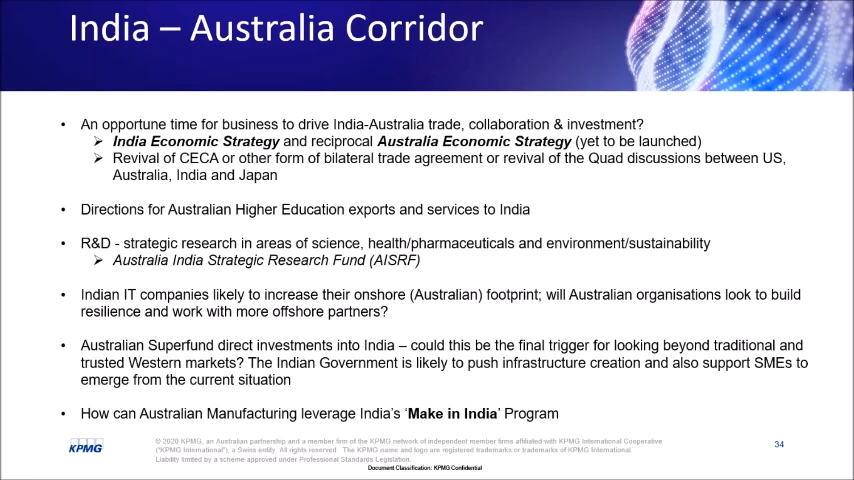 India – Australia Corridor
• An opportune time for business to drive India-Australia trade, collaboration & investment?
➢ India Economic Strategy and reciprocal Australia Economic Strategy (yet to be launched)
➢ Revival of CECA or other form of bilateral trade agreement or revival of the Quad discussions between US,
Australia, India and Japan
• Directions for Australian Higher Education exports and services to India
• R&D - strategic research in areas of science, health/pharmaceuticals and environment/sustainability
➢ Australia India Strategic Research Fund (AISRF)
• Indian IT companies likely to increase their onshore (Australian) footprint; will Australian organisations look to build
resilience and work with more offshore partners?
• Australian Superfund direct investments into India – could this be the final trigger for looking beyond traditional and
trusted Western markets? The Indian Government is likely to push infrastructure creation and also support SMEs to
emerge from the current situation
• How can Australian Manufacturing leverage India's 'Make in India' Program
KPMG
© 2020 KPMG, an Australian partnership and a member firm of the KPMG network of independent member firms affiliated with KPMG International Cooperative
("KPMG International"), a Swiss entity. All rights reserved. The KPMG name and logo are registered trademarks or trademarks of KPMG International.
Liability limited by a scheme approved under Professional Standards Legislation.
Document Classification: KPMG Confidential
34